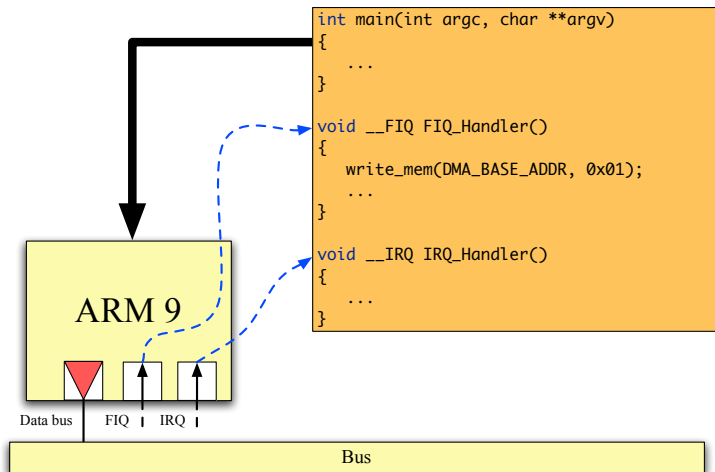 int main(int argc, char **argv)
{
...
}
void __FIQ FIQ_Handler()
{
write_mem(DMA_BASE_ADDR, 0x01);
...
}
void __IRQ IRQ_Handler()
{
...
}
ARM 9
Data bus
FIQ
IRQ
Bus